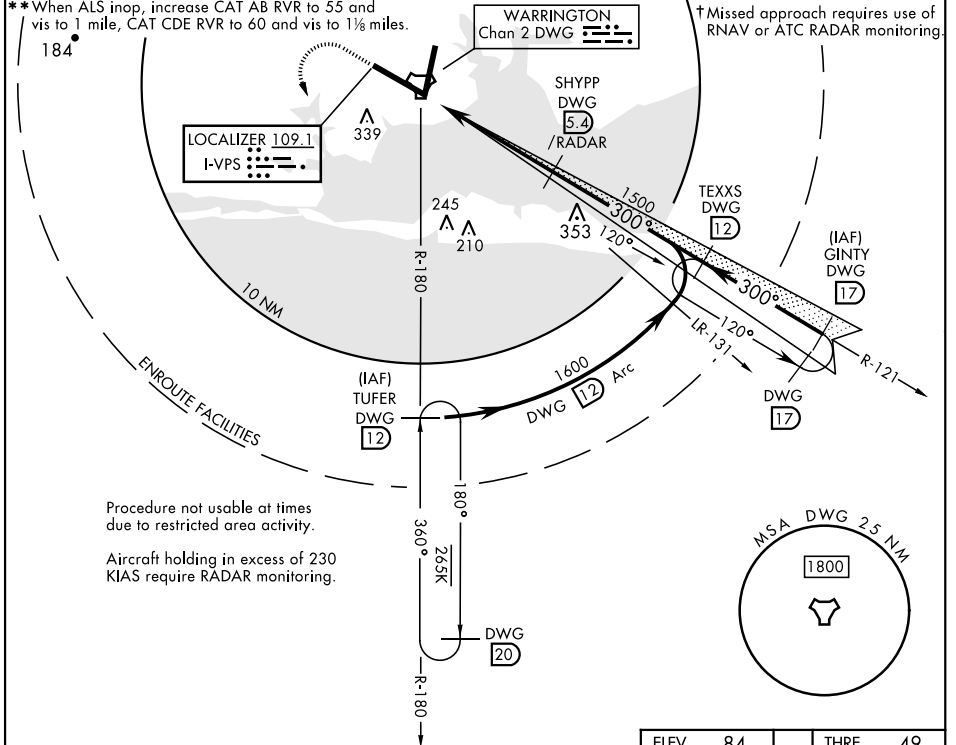 **When ALS inop, increase CAT AB RVR to 55 and
vis to 1 mile, CAT CDE RVR to 60 and vis to 1⅛ miles.
184
WARRINGTON
Chan 2 DWG
†Missed approach requires use of
RNAV or ATC RADAR monitoring.
LOCALIZER 109.1
I-VPS
339
SHYPP
DWG
5.4
/RADAR
1500
300°
120°
353
TEXXS
DWG
12
(IAF)
GINTY
DWG
17
300°
120°
LR-131
R-121
DWG
17
245
210
R-180
10 NM
ENROUTE FACILITIES
(IAF)
TUFER
DWG
12
1600
DWG 12 Arc
180°
360°
265K
DWG
20
R-180
Procedure not usable at times
due to restricted area activity.
Aircraft holding in excess of 230
KIAS require RADAR monitoring.
MSA DWG 25 NM
1800
ELEV 84
THRE 49